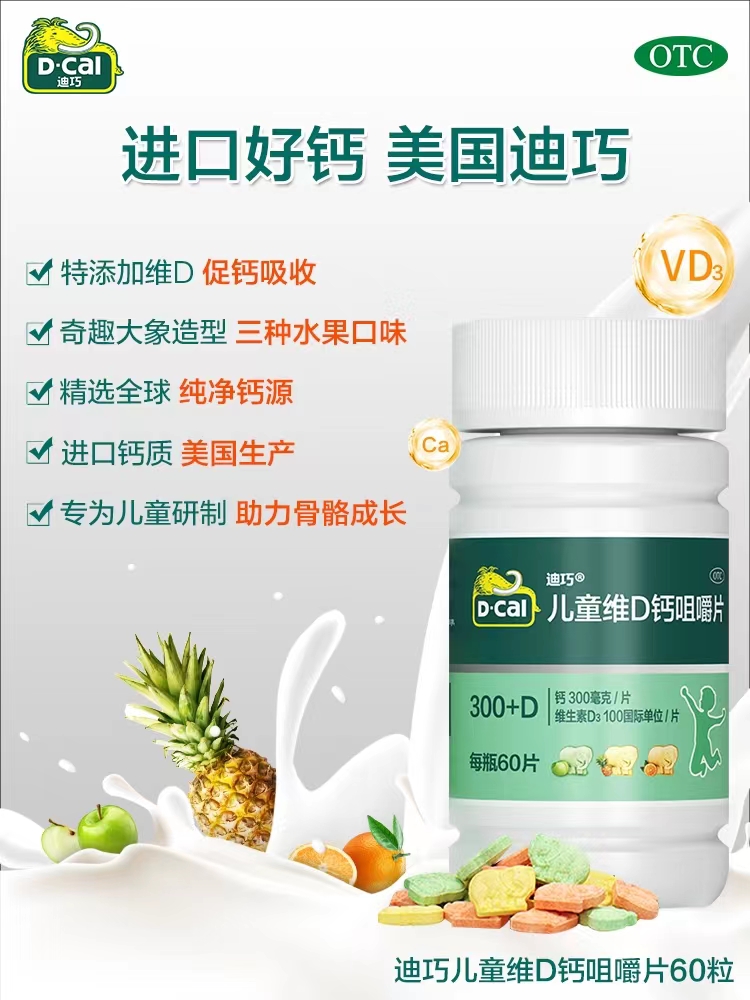 D·Cal
迪巧
OTC
进口好钙 美国迪巧
特添加维D 促钙吸收
奇趣大象造型 三种水果口味
精选全球 纯净钙源
进口钙质 美国生产
专为儿童研制 助力骨骼成长
VD3
Ca
D·Cal
迪巧®
OTC
儿童维D钙咀嚼片
300+D
钙 300毫克/片
维生素D3 100国际单位/片
每瓶60片
迪巧儿童维D钙咀嚼片60粒